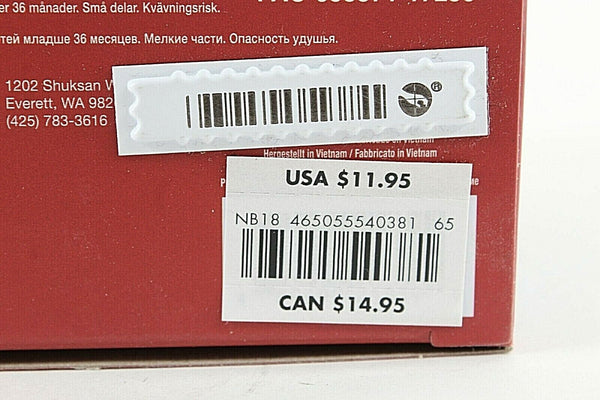 er 36 månader. Små delar. Kvävningsrisk.
тей младше 36 месяцев. Мелкие части. Опасность удушья.
1202 Shuksan W
Everett, WA 982
(425) 783-3616
Hergestellt in Vietnam / Fabbricato in Vietnam
USA $11.95
NB18 465055540381 65
CAN $14.95